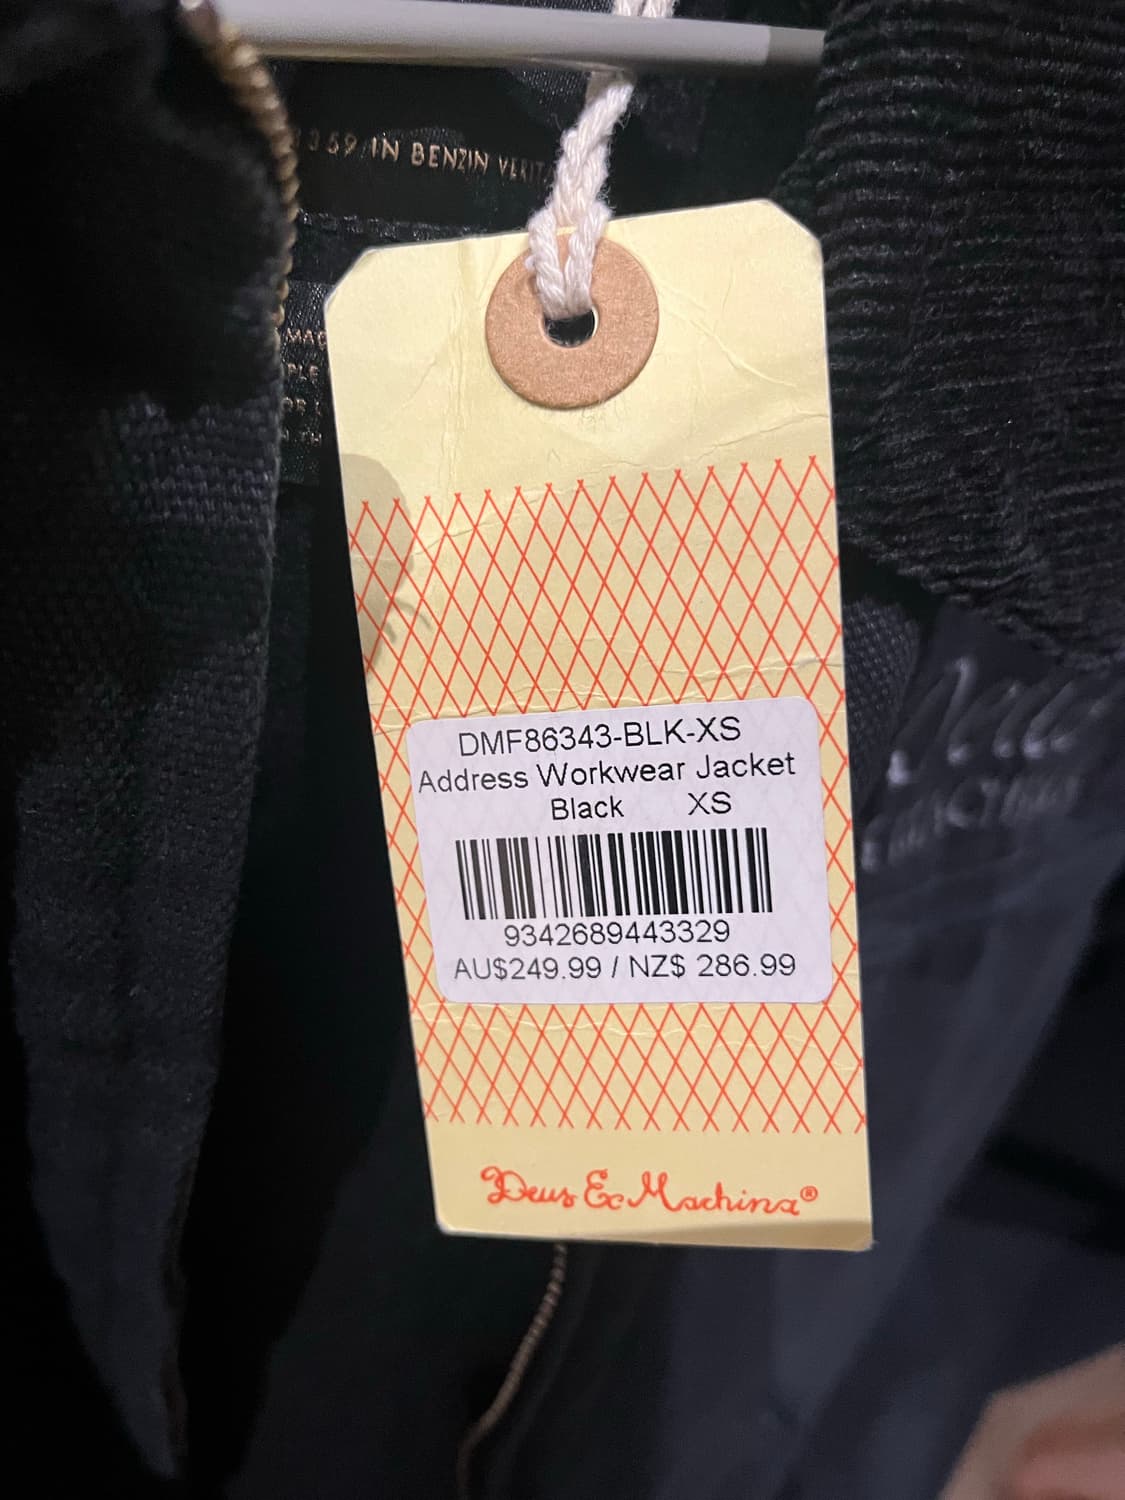 359 IN BENZIN VERIT
DMF86343-BLK-XS
Address Workwear Jacket
Black XS
9342689443329
AU$249.99 / NZ$ 286.99
Deus Ex Machina®